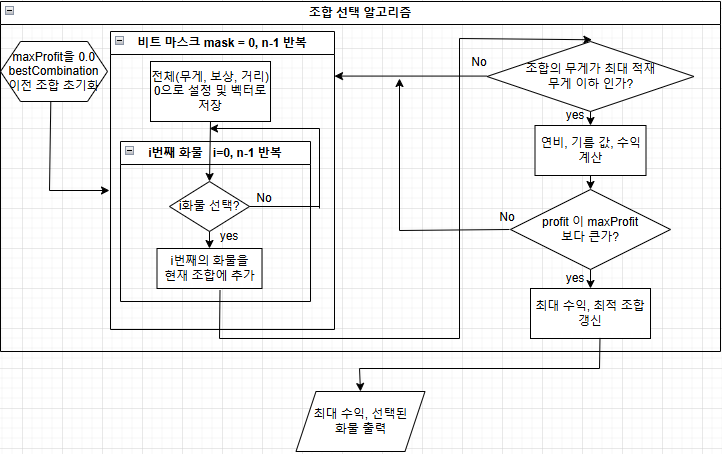 조합 선택 알고리즘
maxProfit을 0.0
bestCombination
이전 조합 초기화
비트 마스크 mask = 0, n-1 반복
전체(무게, 보상, 거리)
0으로 설정 및 벡터로
저장
i번째 화물 i=0, n-1 반복
i화물 선택?
No
yes
i번째의 화물을
현재 조합에 추가
조합의 무게가 최대 적재
무게 이하 인가?
No
yes
연비, 기름 값, 수익
계산
profit 이 maxProfit
보다 큰가?
No
yes
최대 수익, 최적 조합
갱신
최대 수익, 선택된
화물 출력